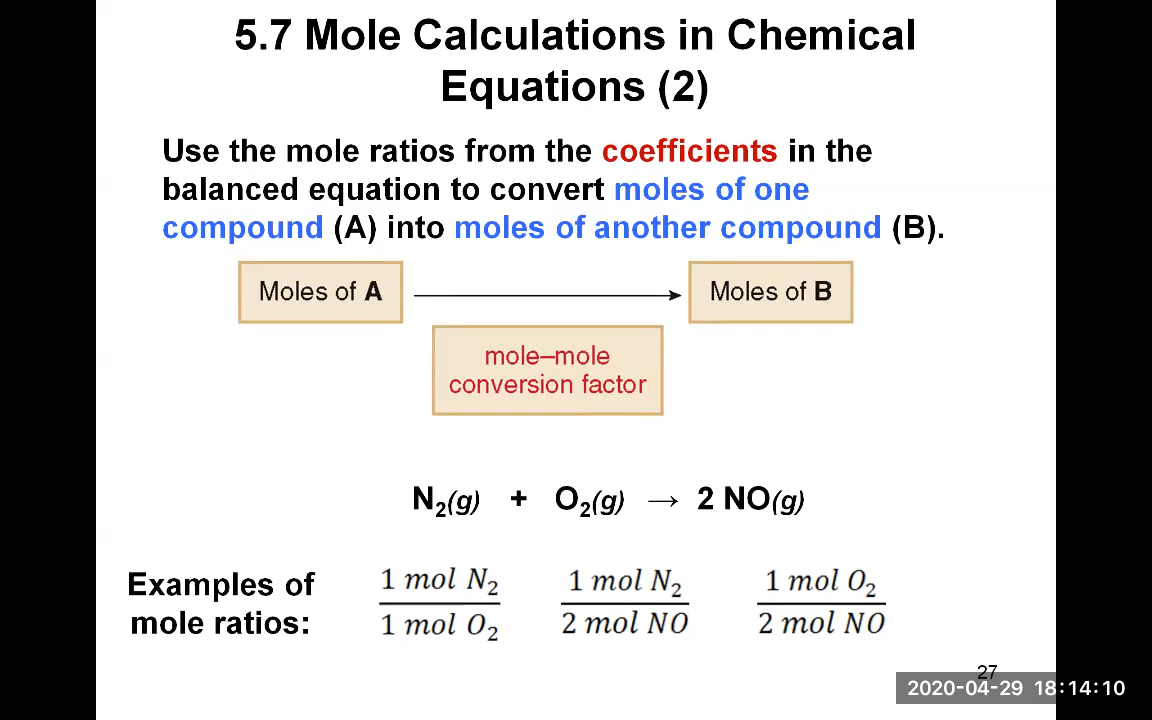 5.7 Mole Calculations in Chemical
Equations (2)
Use the mole ratios from the coefficients in the
balanced equation to convert moles of one
compound (A) into moles of another compound (B).
Moles of A
Moles of B
mole–mole
conversion factor
N₂(g) + O₂(g) → 2 NO(g)
Examples of
mole ratios:
1 mol N₂
1 mol O₂
1 mol N₂
2 mol NO
1 mol O₂
2 mol NO
27
2020-04-29 18:14:10